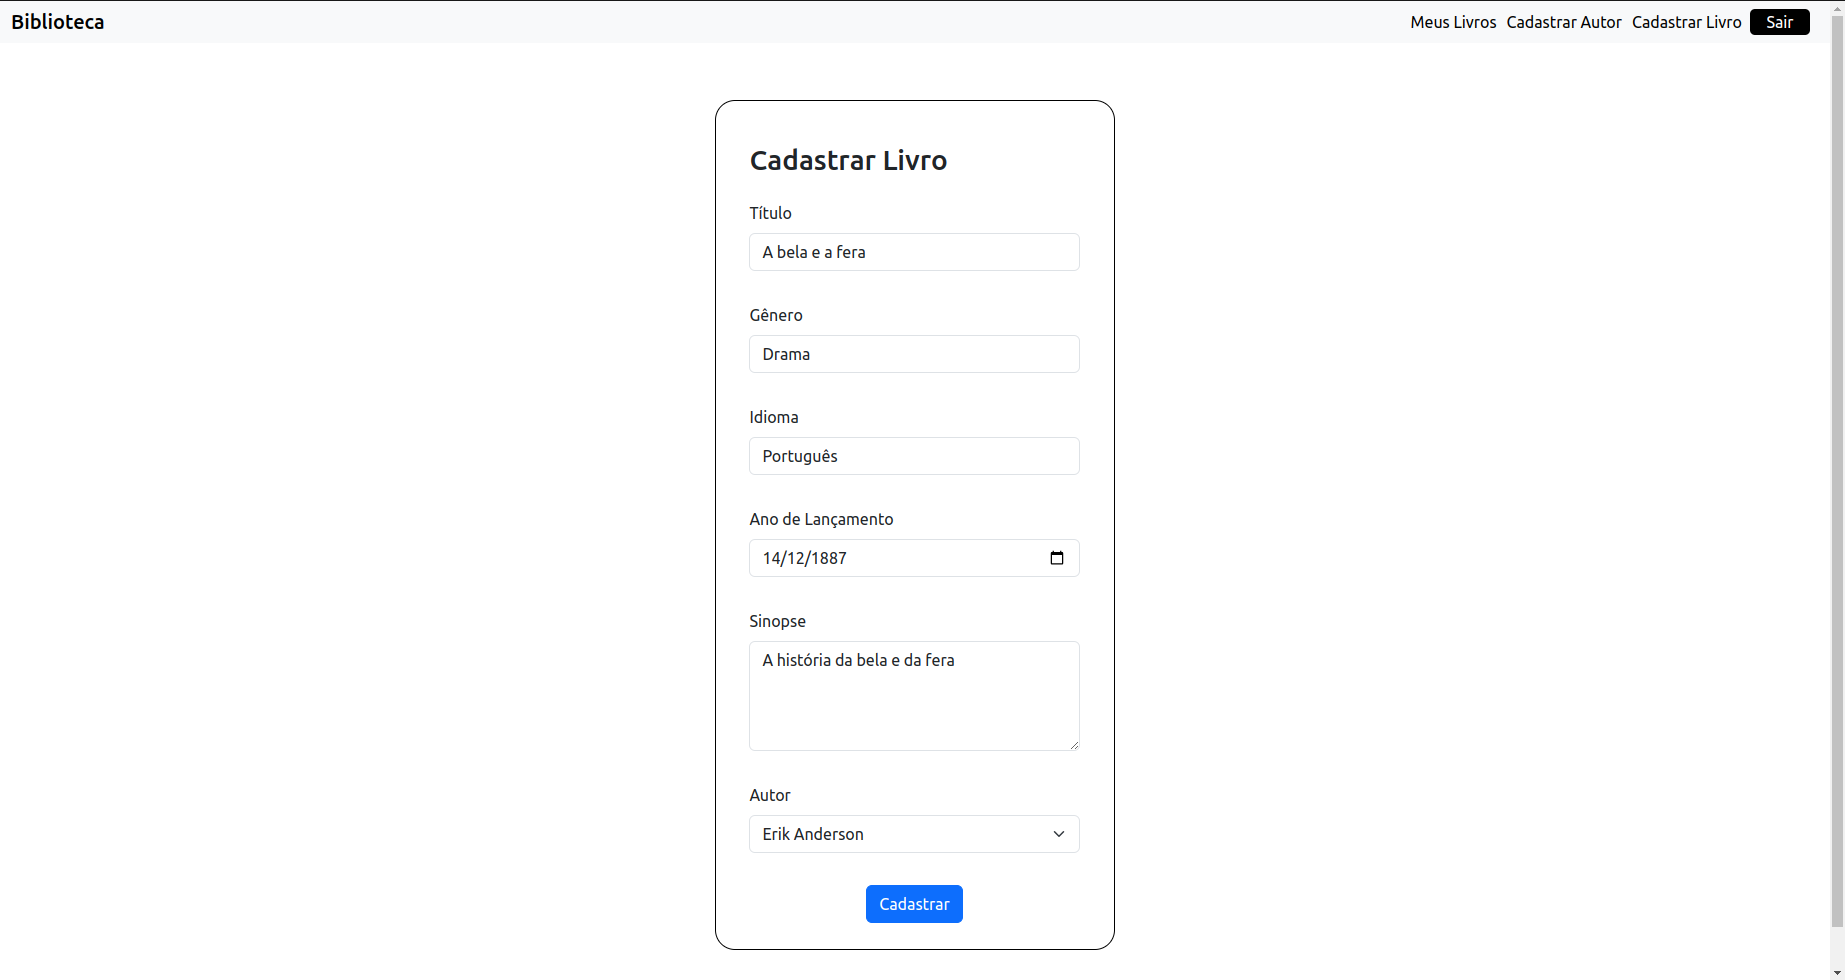 Biblioteca
Meus Livros Cadastrar Autor Cadastrar Livro Sair
Cadastrar Livro
Título
A bela e a fera
Gênero
Drama
Idioma
Português
Ano de Lançamento
14/12/1887
Sinopse
A história da bela e da fera
Autor
Erik Anderson
Cadastrar